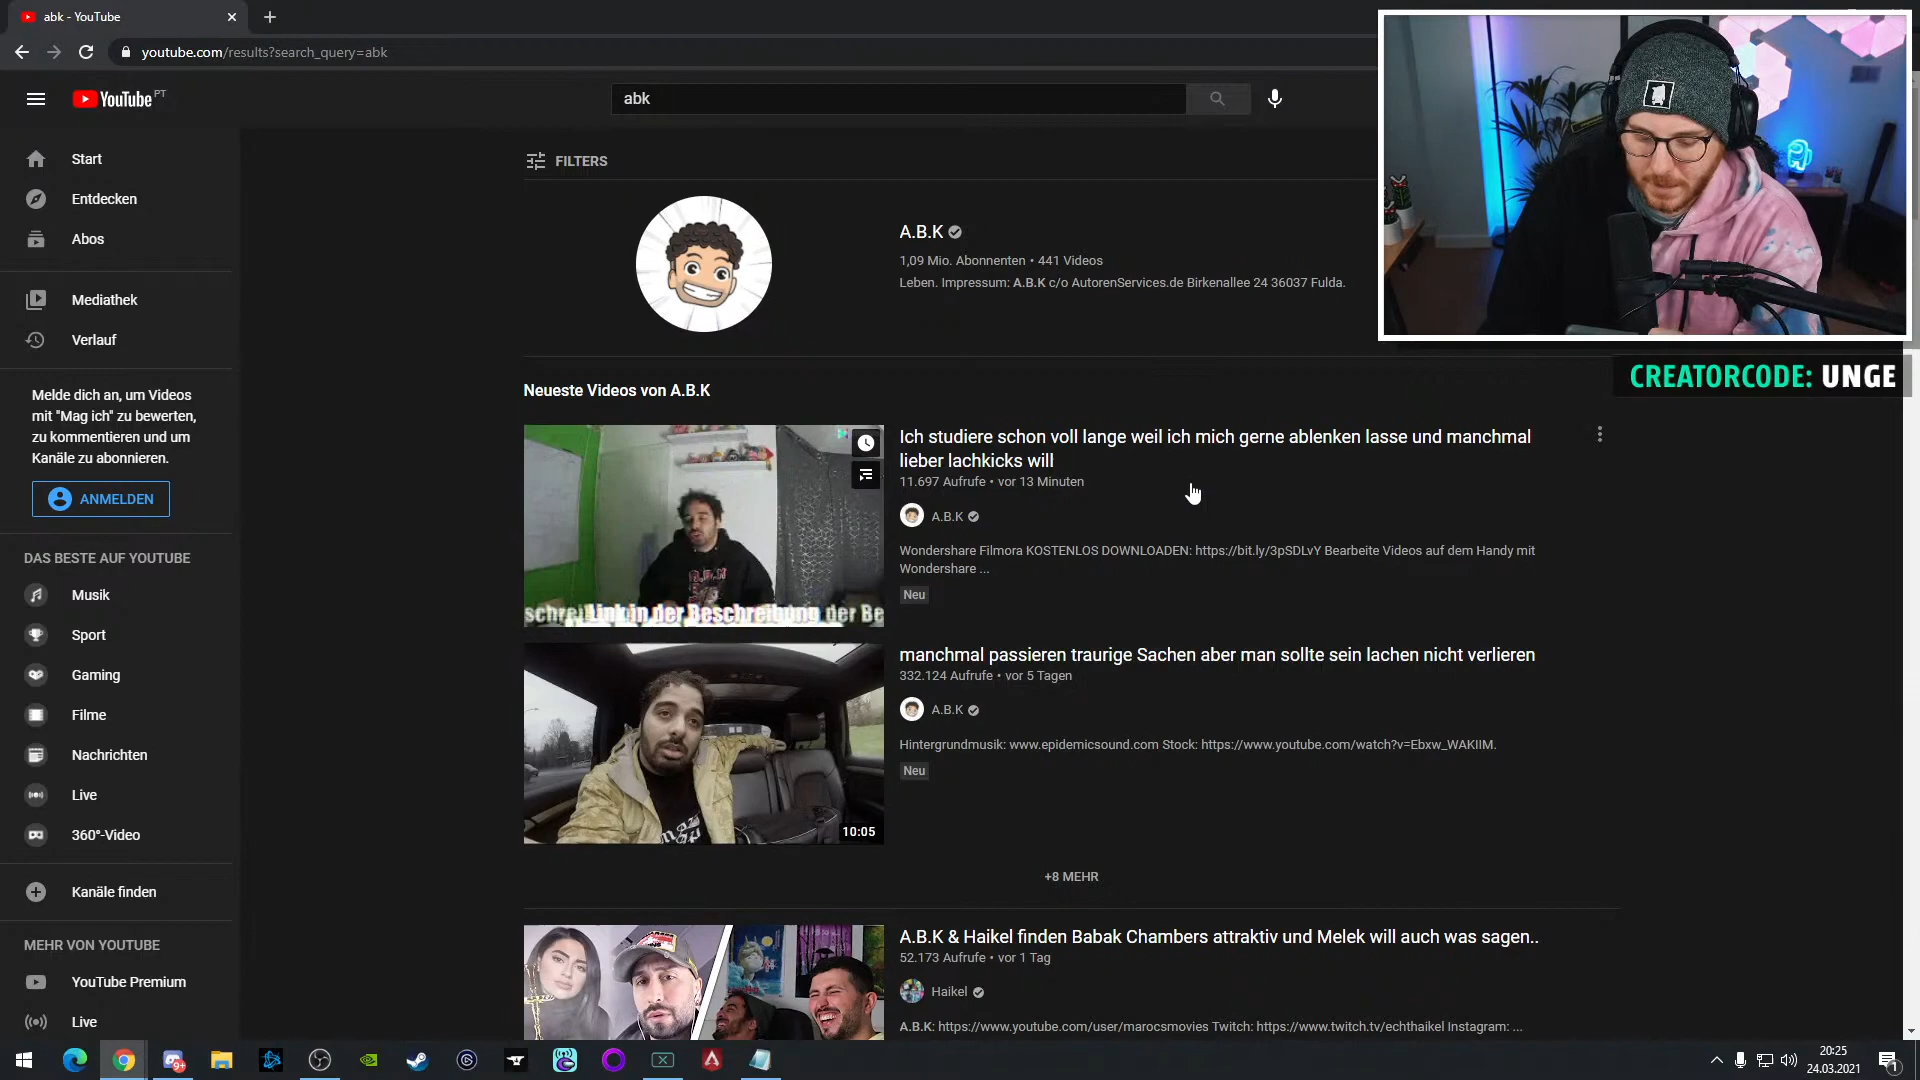 abk - YouTube
youtube.com/results?search_query=abk
YouTube PT
abk
Start
Entdecken
Abos
Mediathek
Verlauf
Melde dich an, um Videos
mit "Mag ich" zu bewerten,
zu kommentieren und um
Kanäle zu abonnieren.
ANMELDEN
DAS BESTE AUF YOUTUBE
Musik
Sport
Gaming
Filme
Nachrichten
Live
360°-Video
Kanäle finden
MEHR VON YOUTUBE
YouTube Premium
Live
FILTERS
A.B.K
1,09 Mio. Abonnenten • 441 Videos
Leben. Impressum: A.B.K c/o AutorenServices.de Birkenallee 24 36037 Fulda.
CREATORCODE: UNGE
Neueste Videos von A.B.K
Ich studiere schon voll lange weil ich mich gerne ablenken lasse und manchmal
lieber lachkicks will
11.697 Aufrufe • vor 13 Minuten
A.B.K
Wondershare Filmora KOSTENLOS DOWNLOADEN: https://bit.ly/3pSDLvY Bearbeite Videos auf dem Handy mit
Wondershare ...
Neu
schrei Link in der Beschreibung der Be
manchmal passieren traurige Sachen aber man sollte sein lachen nicht verlieren
332.124 Aufrufe • vor 5 Tagen
A.B.K
Hintergrundmusik: www.epidemicsound.com Stock: https://www.youtube.com/watch?v=Ebxw_WAKIIM.
Neu
10:05
+8 MEHR
A.B.K & Haikel finden Babak Chambers attraktiv und Melek will auch was sagen..
52.173 Aufrufe • vor 1 Tag
Haikel
A.B.K: https://www.youtube.com/user/marocsmovies Twitch: https://www.twitch.tv/echthaikel Instagram: ...
9+
20:25
24.03.2021
1